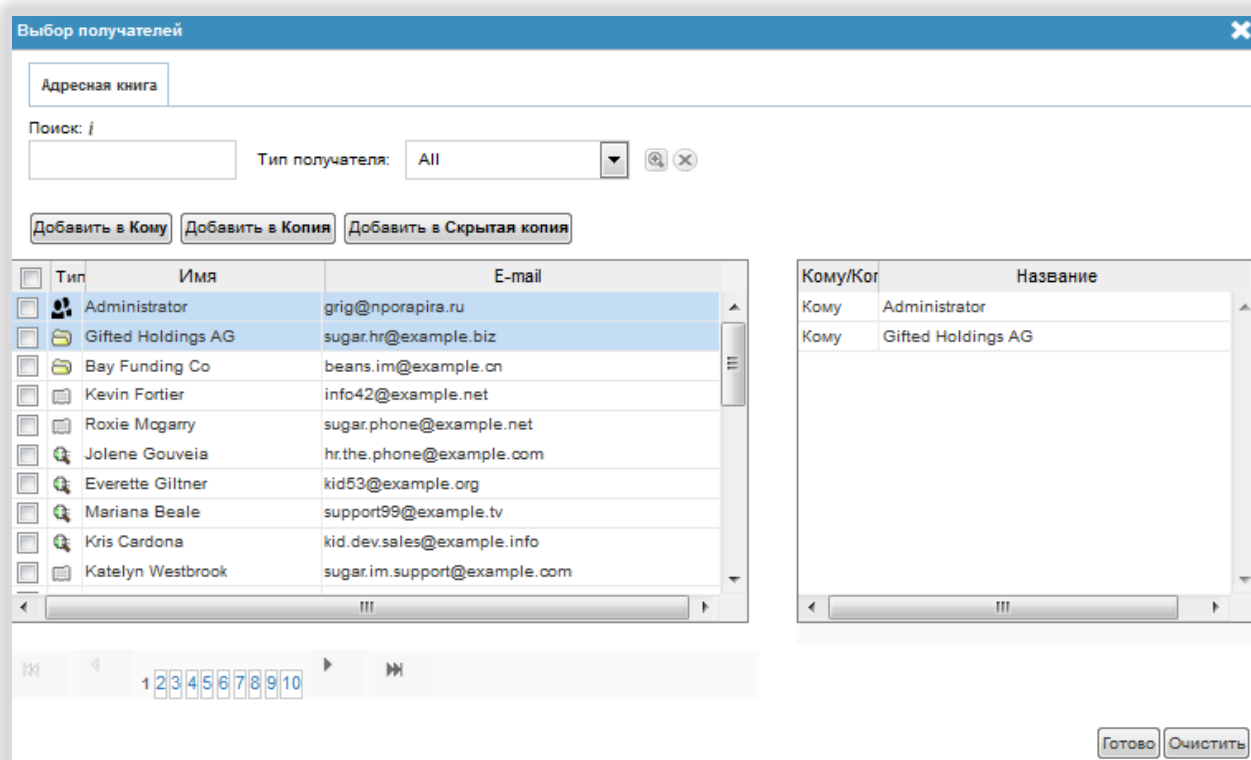 Выбор получателей
Адресная книга
Поиск: i
Тип получателя: All
Добавить в Кому Добавить в Копия Добавить в Скрытая копия
Тип Имя E-mail
Administrator grig@nporapira.ru
Gifted Holdings AG sugar.hr@example.biz
Bay Funding Co beans.im@example.cn
Kevin Fortier info42@example.net
Roxie Mcgarry sugar.phone@example.net
Jolene Gouveia hr.the.phone@example.com
Everette Giltner kid53@example.org
Mariana Beale support99@example.tv
Kris Cardona kid.dev.sales@example.info
Katelyn Westbrook sugar.im.support@example.com
Кому/Коп Название
Кому Administrator
Кому Gifted Holdings AG
1 2 3 4 5 6 7 8 9 10
Готово Очистить